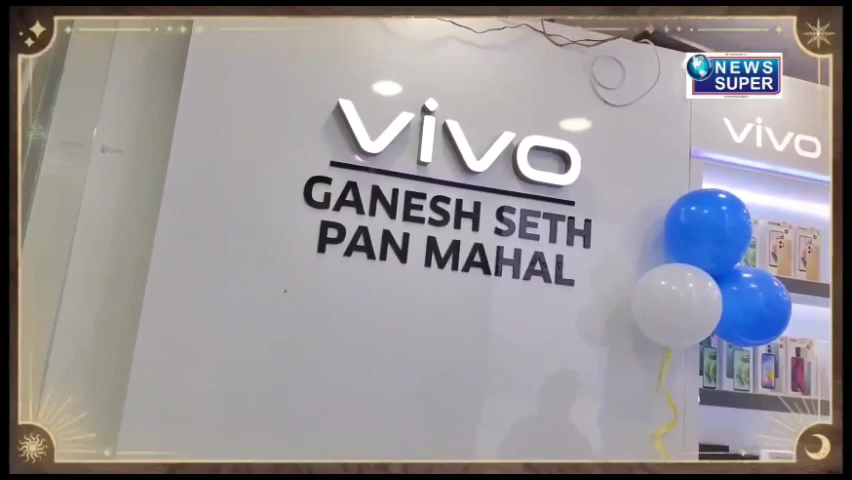 vivo
GANESH SETH
PAN MAHAL
NEWS
SUPER
vivo